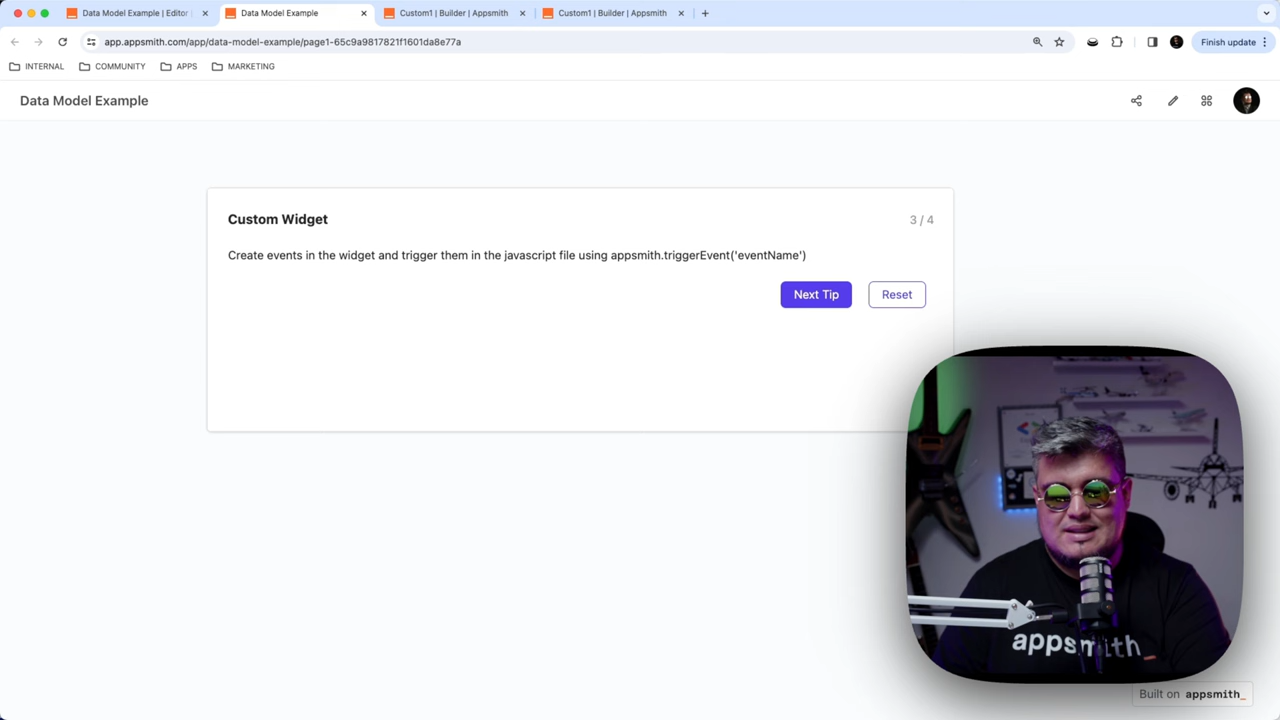 Data Model Example | Editor
Data Model Example
Custom1 | Builder | Appsmith
Custom1 | Builder | Appsmith
app.appsmith.com/app/data-model-example/page1-65c9a9817821f1601da8e77a
Finish update
INTERNAL
COMMUNITY
APPS
MARKETING
Data Model Example
Custom Widget
3 / 4
Create events in the widget and trigger them in the javascript file using appsmith.triggerEvent('eventName')
Next Tip
Reset
appsmith_
Built on appsmith_